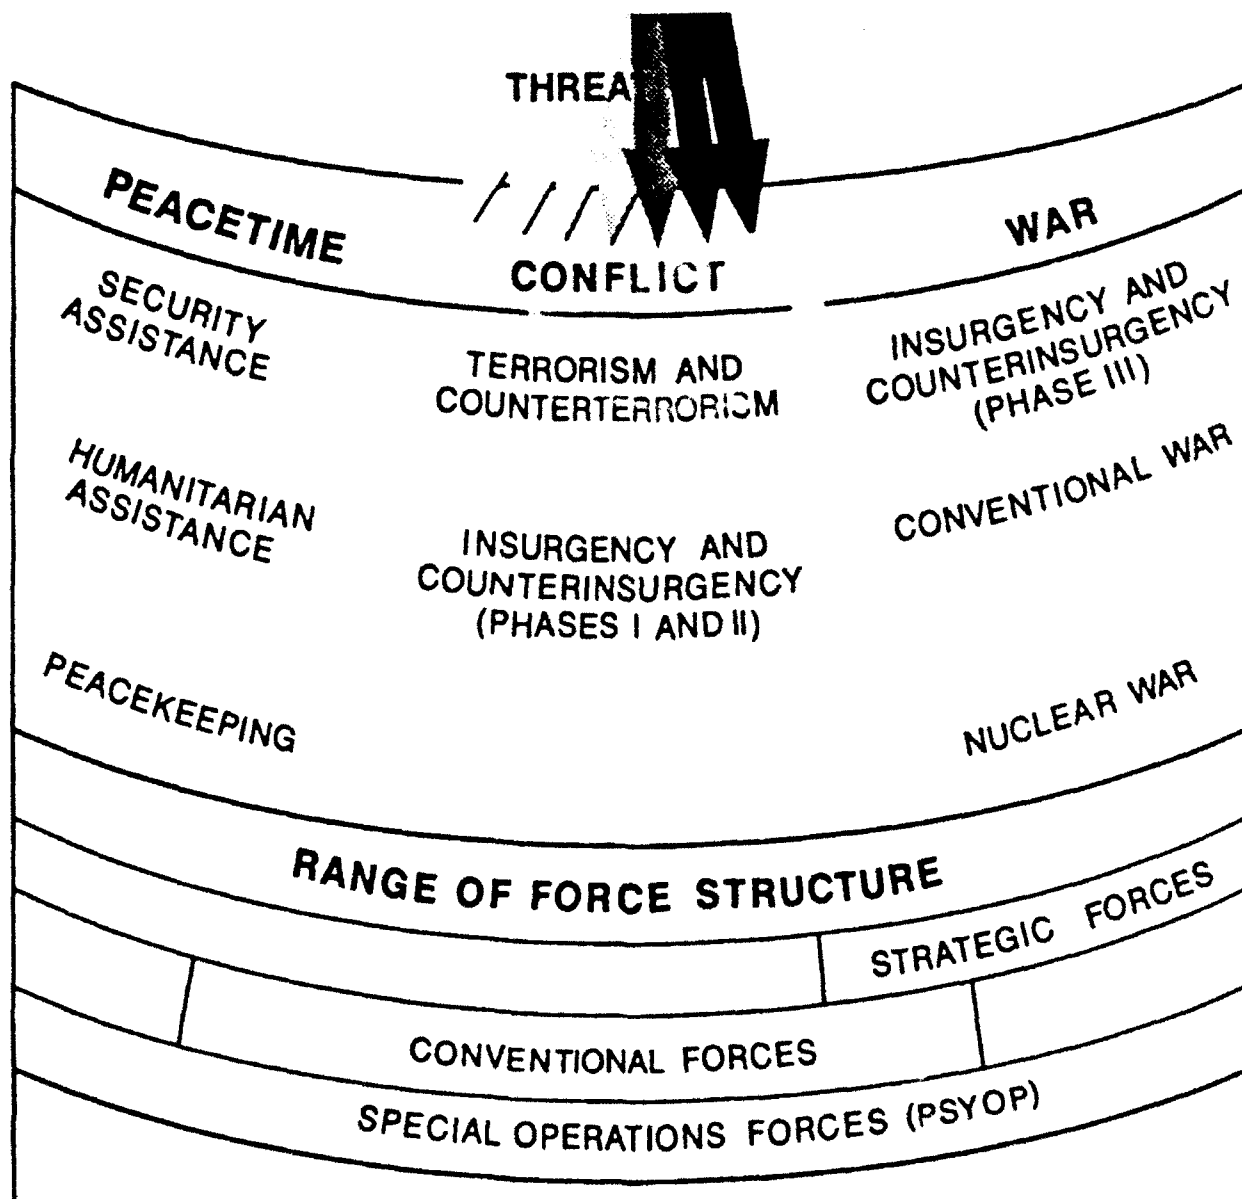 THREA
PEACETIME
CONFLICT
WAR
SECURITY
ASSISTANCE
HUMANITARIAN
ASSISTANCE
PEACEKEEPING
TERRORISM AND
COUNTERTERRORISM
INSURGENCY AND
COUNTERINSURGENCY
(PHASES I AND II)
INSURGENCY AND
COUNTERINSURGENCY
(PHASE III)
CONVENTIONAL WAR
NUCLEAR WAR
RANGE OF FORCE STRUCTURE
STRATEGIC FORCES
CONVENTIONAL FORCES
SPECIAL OPERATIONS FORCES (PSYOP)